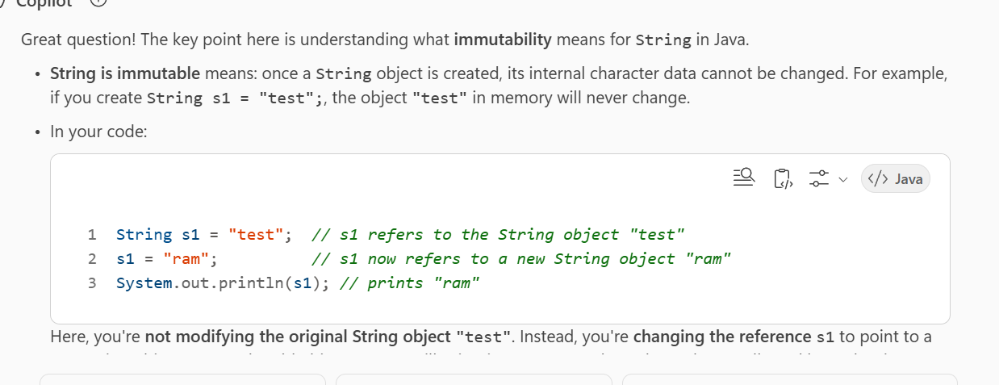 Copilot
Great question! The key point here is understanding what immutability means for String in Java.
• String is immutable means: once a String object is created, its internal character data cannot be changed. For example,
if you create String s1 = "test";, the object "test" in memory will never change.
• In your code:
</> Java
1 String s1 = "test"; // s1 refers to the String object "test"
2 s1 = "ram"; // s1 now refers to a new String object "ram"
3 System.out.println(s1); // prints "ram"
Here, you're not modifying the original String object "test". Instead, you're changing the reference s1 to point to a